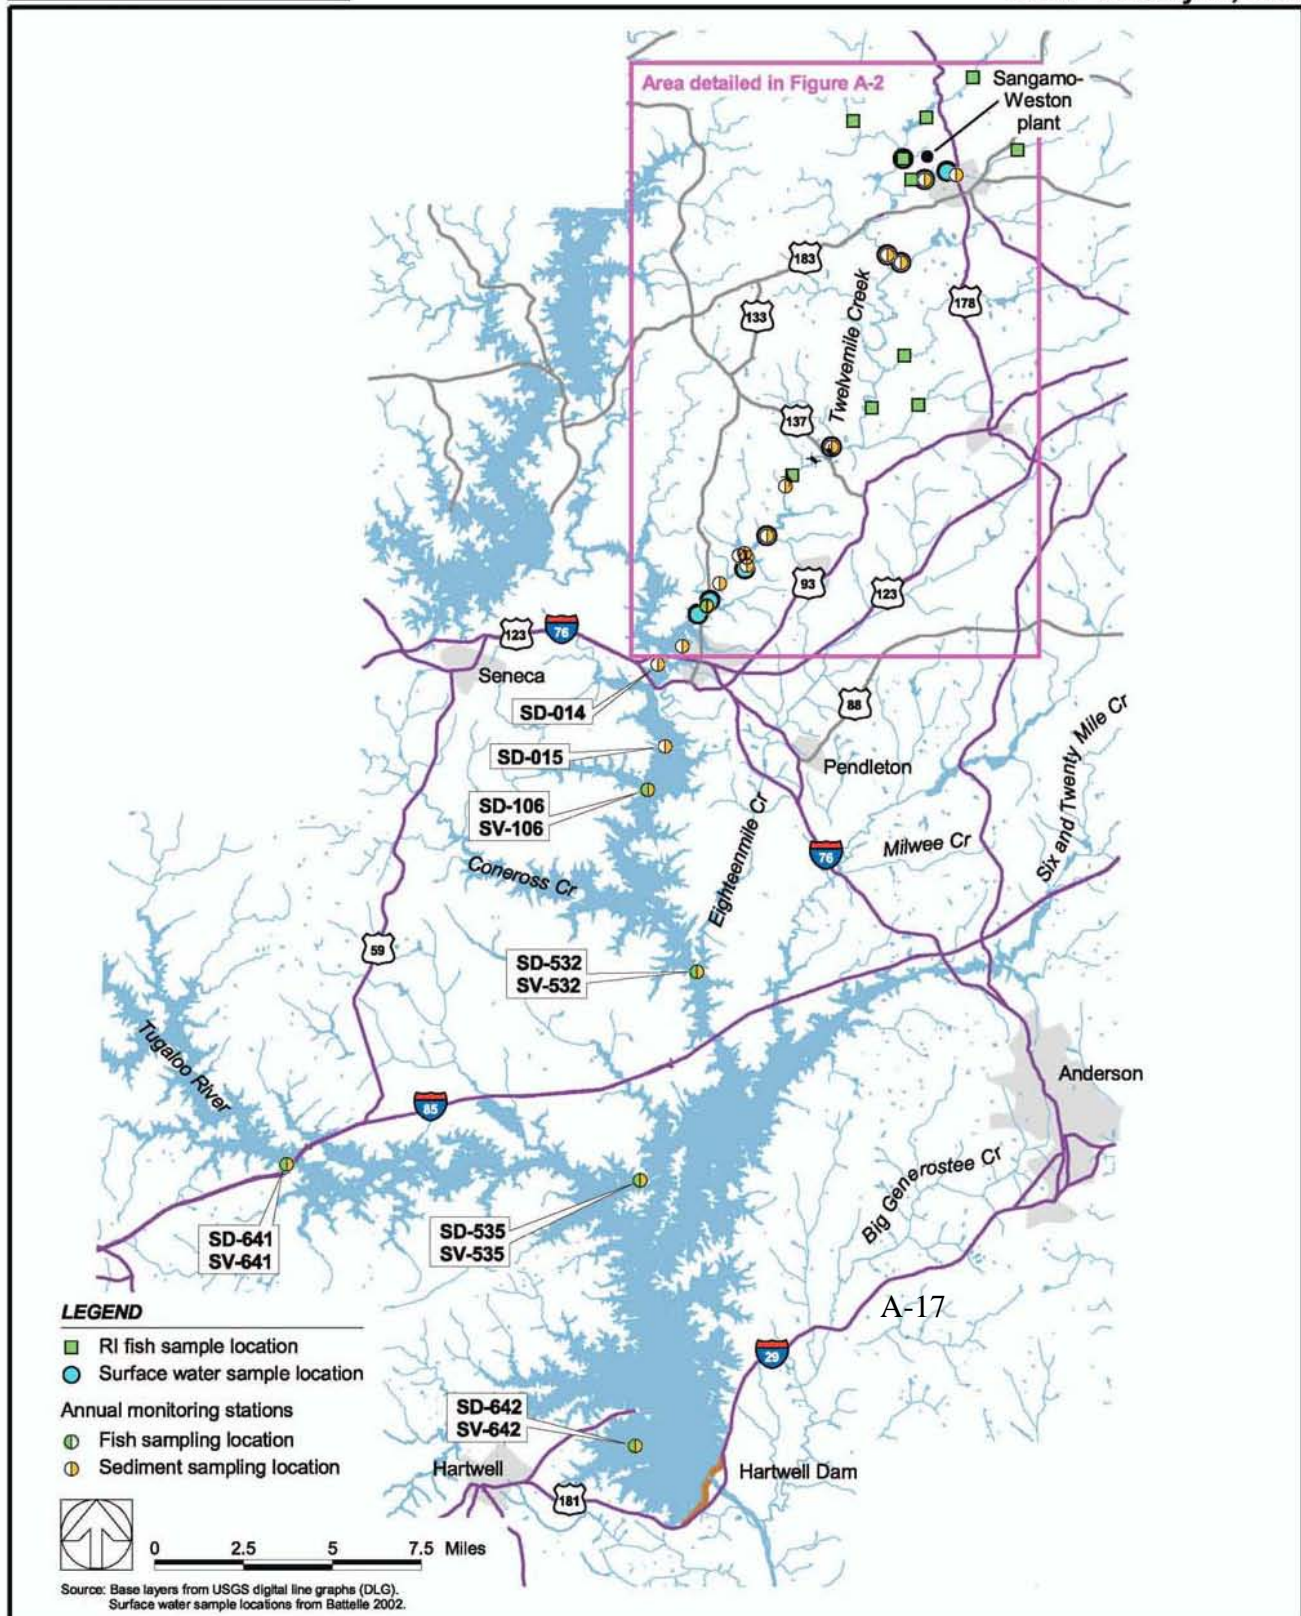 Area detailed in Figure A-2
Sangamo-
Weston
plant
183
133
178
Twelvemile Creek
137
93
123
123
76
Seneca
SD-014
88
SD-015
Pendleton
SD-106
SV-106
Six and Twenty Mile Cr
Eighteenmile Cr
76
Milwee Cr
Coneross Cr
59
SD-532
SV-532
Tugaloo River
Anderson
85
Big Generostee Cr
SD-641
SV-641
SD-535
SV-535
A-17
LEGEND
RI fish sample location
Surface water sample location
Annual monitoring stations
Fish sampling location
Sediment sampling location
29
SD-642
SV-642
Hartwell
Hartwell Dam
181
0 2.5 5 7.5 Miles
Source: Base layers from USGS digital line graphs (DLG).
Surface water sample locations from Battelle 2002.